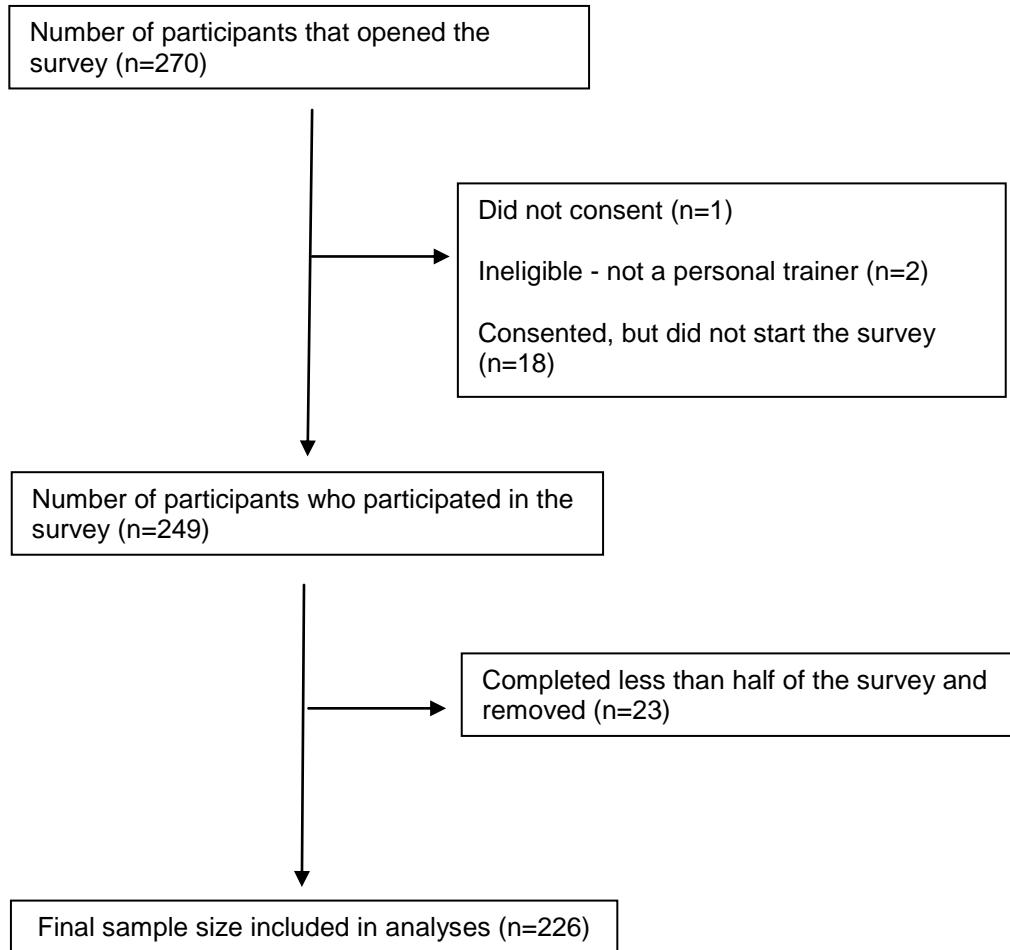 Number of participants that opened the
survey (n=270)
Did not consent (n=1)
Ineligible - not a personal trainer (n=2)
Consented, but did not start the survey
(n=18)
Number of participants who participated in the
survey (n=249)
Completed less than half of the survey and
removed (n=23)
Final sample size included in analyses (n=226)